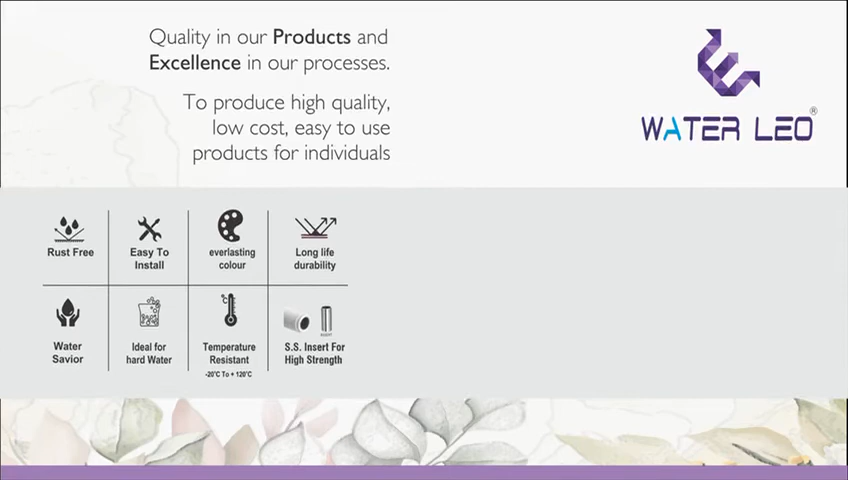 Quality in our Products and
Excellence in our processes.
To produce high quality,
low cost, easy to use
products for individuals
WATER LEO®
Rust Free
Easy To
Install
everlasting
colour
Long life
durability
Water
Savior
Ideal for
hard Water
°C
Temperature
Resistant
-20°C To + 120°C
S.S. Insert For
High Strength